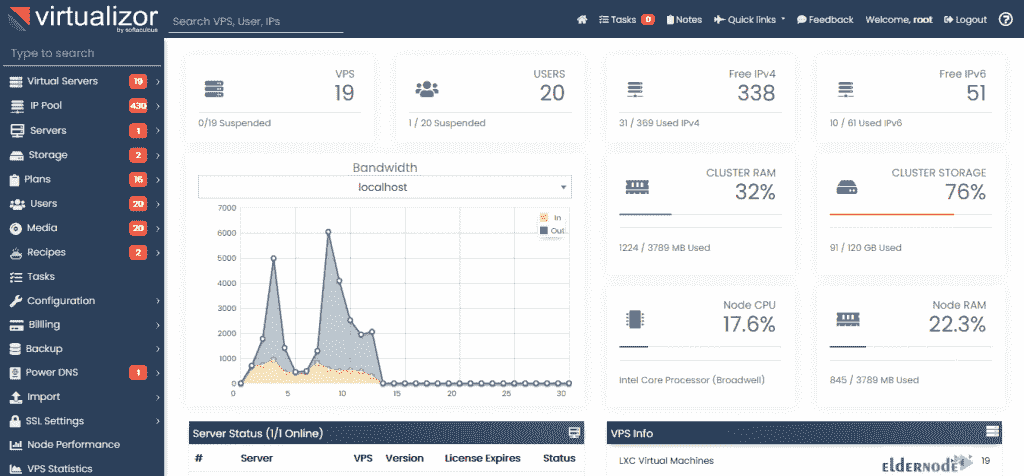 virtualizor
by softaculous
Search VPS, User, IPs
Tasks 0
Notes
Quick links
Feedback
Welcome, root
Logout
Type to search
Virtual Servers 19
IP Pool 430
Servers 1
Storage 2
Plans 16
Users 20
Media 20
Recipes 2
Tasks
Configuration
Billing
Backup
Power DNS 1
Import
SSL Settings
Node Performance
VPS Statistics
VPS
19
0/19 Suspended
USERS
20
1 / 20 Suspended
Free IPv4
338
31 / 369 Used IPv4
Free IPv6
51
10 / 61 Used IPv6
Bandwidth
localhost
7000
6000
5000
4000
3000
2000
1000
0
0 5 10 15 20 25 30
In
Out
CLUSTER RAM
32%
1224 / 3789 MB Used
CLUSTER STORAGE
76%
91 / 120 GB Used
Node CPU
17.6%
Intel Core Processor (Broadwell)
Node RAM
22.3%
845 / 3789 MB Used
Server Status (1/1 Online)
# Server VPS Version License Expires Status
VPS Info
LXC Virtual Machines 19
ELDERNODE